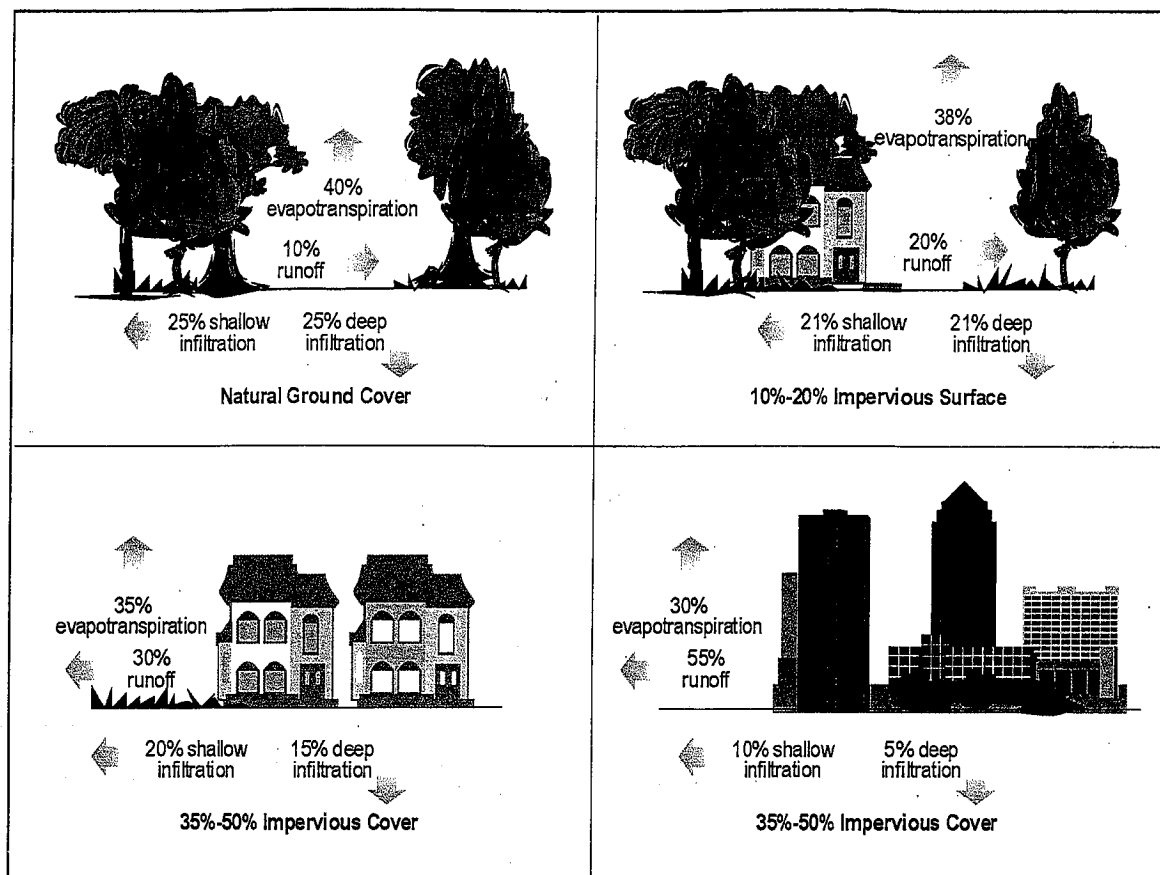 40%
evapotranspiration
10%
runoff
25% shallow
infiltration
25% deep
infiltration
Natural Ground Cover
38%
evapotranspiration
20%
runoff
21% shallow
infiltration
21% deep
infiltration
10%-20% Impervious Surface
35%
evapotranspiration
30%
runoff
20% shallow
infiltration
15% deep
infiltration
35%-50% Impervious Cover
30%
evapotranspiration
55%
runoff
10% shallow
infiltration
5% deep
infiltration
35%-50% Impervious Cover